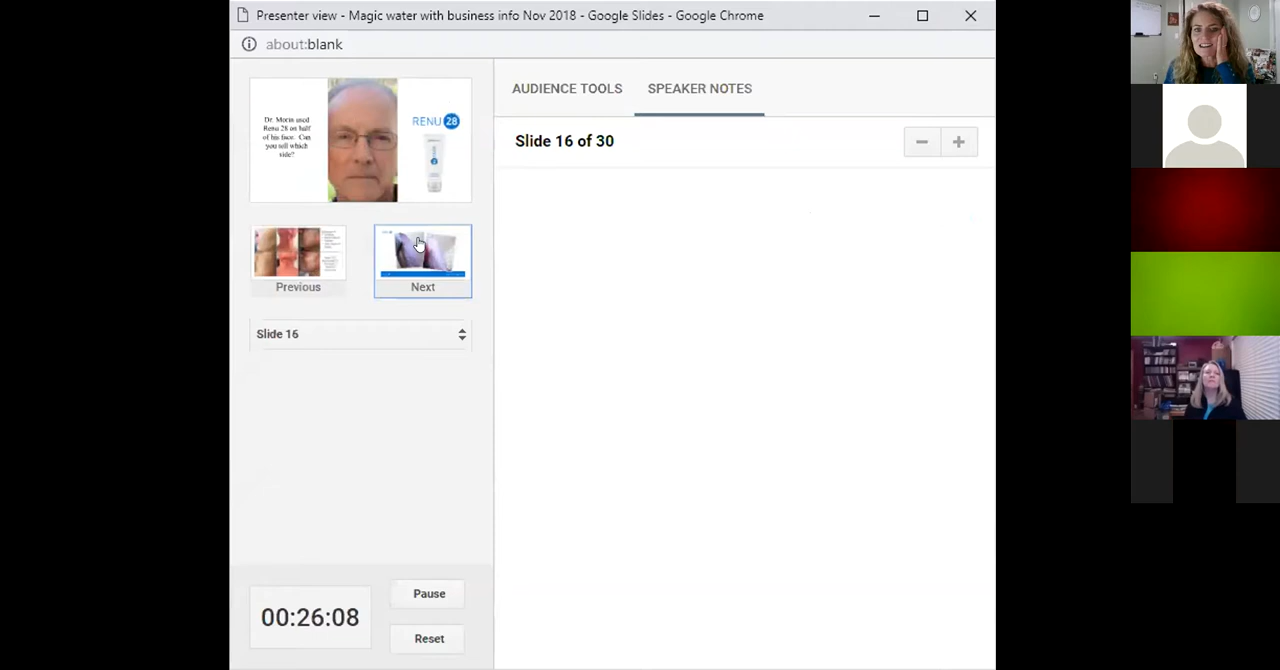 Presenter view - Magic water with business info Nov 2018 - Google Slides - Google Chrome
about:blank
AUDIENCE TOOLS
SPEAKER NOTES
Dr. Morin used
Renu 28 on half
of his face. Can
you tell which
side?
RENU 28
Slide 16 of 30
Previous
Next
Slide 16
00:26:08
Pause
Reset